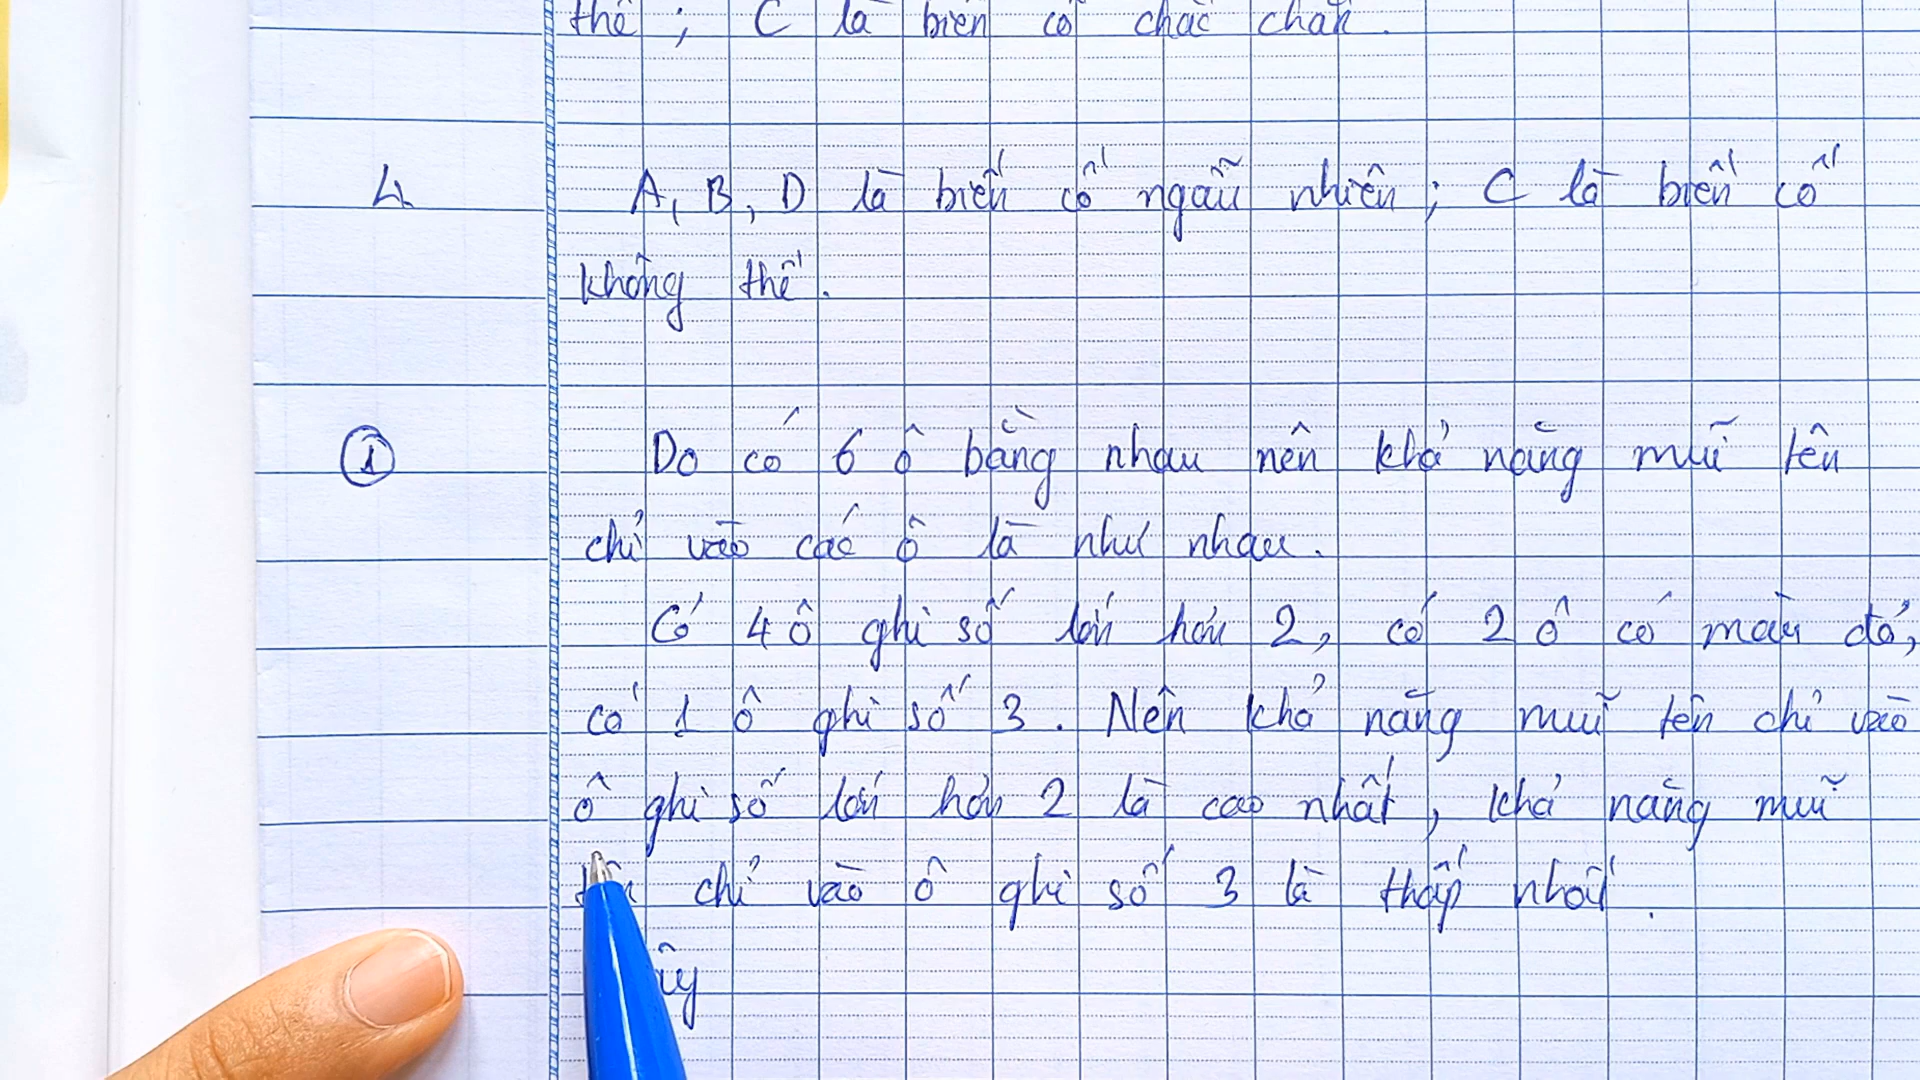 thể ; C là biến cố chắc chắn.
4. A, B, D là biến cố ngẫu nhiên ; C là biến cố
không thể.
① Do có 6 ô bằng nhau nên khả năng mũi tên
chỉ vào các ô là như nhau.
Có 4 ô ghi số lớn hơn 2, có 2 ô có màu đỏ,
có 1 ô ghi số 3. Nên khả năng mũi tên chỉ vào
ô ghi số lớn hơn 2 là cao nhất, khả năng mũi
tên chỉ vào ô ghi số 3 là thấp nhất.